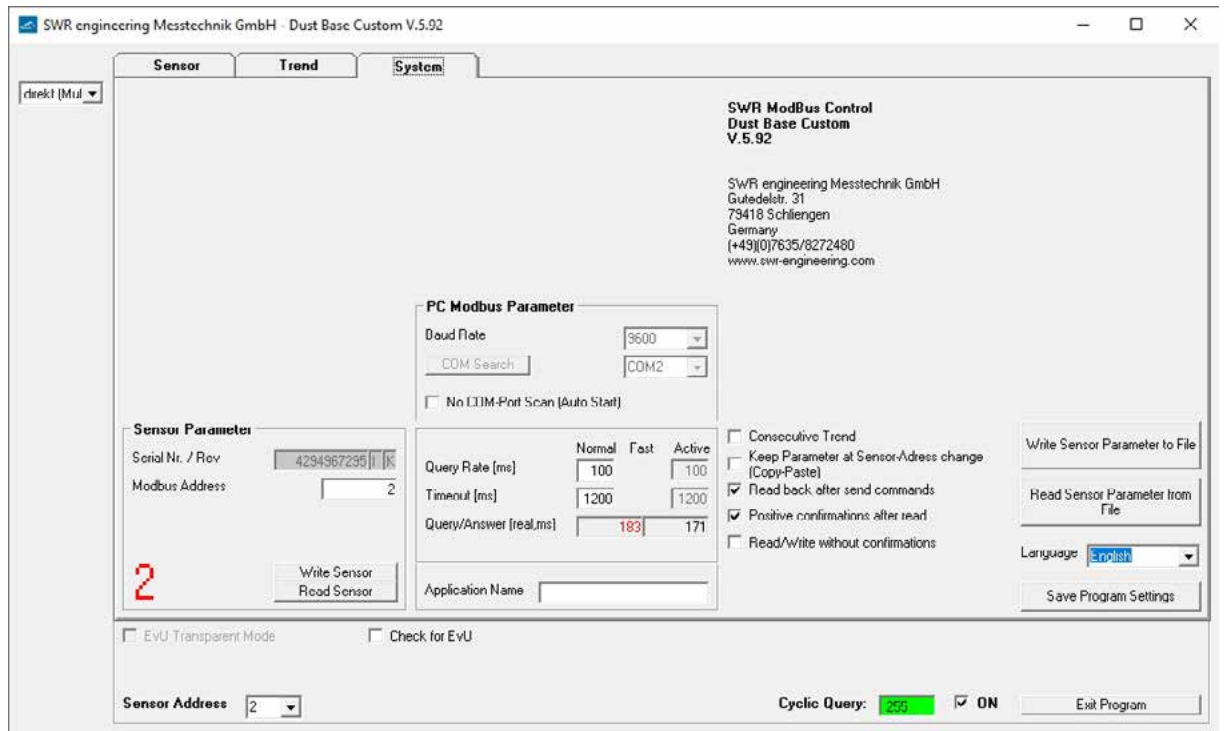 SWR engineering Messtechnik GmbH - Dust Base Custom V.5.92
Sensor
Trend
System
direkt (Mul
SWR ModBus Control
Dust Base Custom
V.5.92
SWR engineering Messtechnik GmbH
Gutedelstr. 31
79418 Schliengen
Germany
(+49)(0)7635/8272480
www.swr-engineering.com
PC Modbus Parameter
Baud Rate
9600
COM Search
COM2
No COM-Port Scan (Auto Start)
Sensor Parameter
Serial Nr. / Rev
4294967295 I K
Modbus Address
2
2
Write Sensor
Read Sensor
Normal Fast Active
Query Rate [ms] 100 100
Timeout [ms] 1200 1200
Query/Answer [real,ms] 183 171
Application Name
Consecutive Trend
Keep Parameter at Sensor-Adress change
(Copy-Paste)
Read back after send commands
Positive confirmations after read
Read/Write without confirmations
Write Sensor Parameter to File
Read Sensor Parameter from
File
Language English
Save Program Settings
EvU Transparent Mode
Check for EvU
Sensor Address 2
Cyclic Query: 255 ON
Exit Program